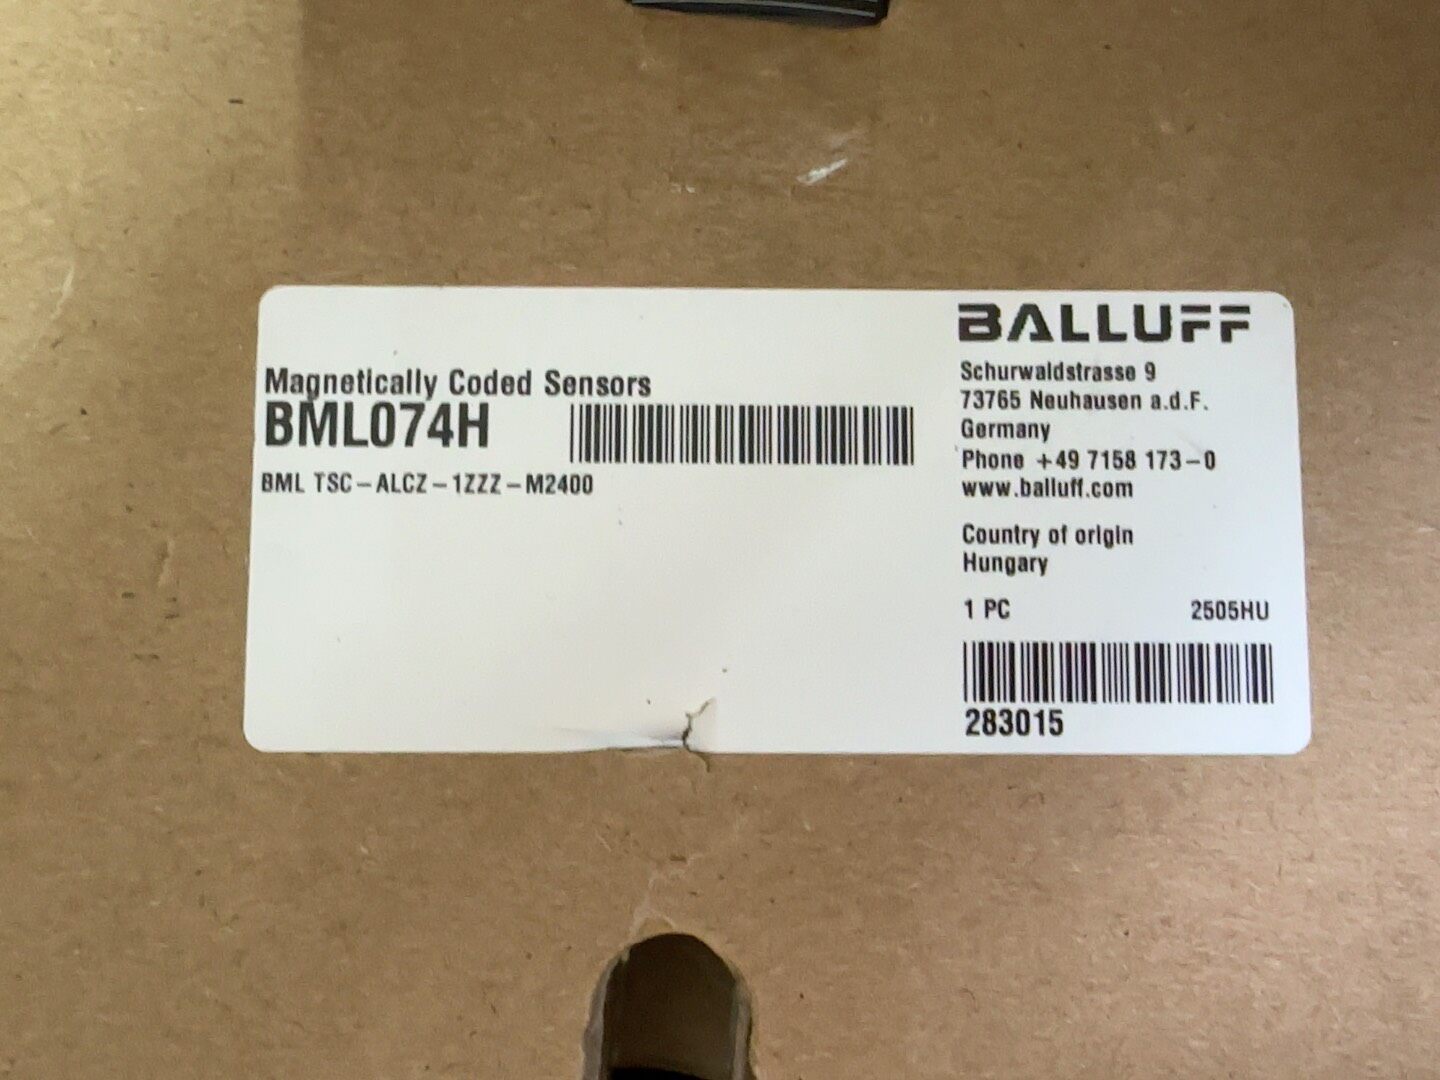 Magnetically Coded Sensors
BML074H
BML TSC-ALCZ-1ZZZ-M2400
BALLUFF
Schurwaldstrasse 9
73765 Neuhausen a.d.F.
Germany
Phone +49 7158 173-0
www.balluff.com
Country of origin
Hungary
1 PC 2505HU
283015